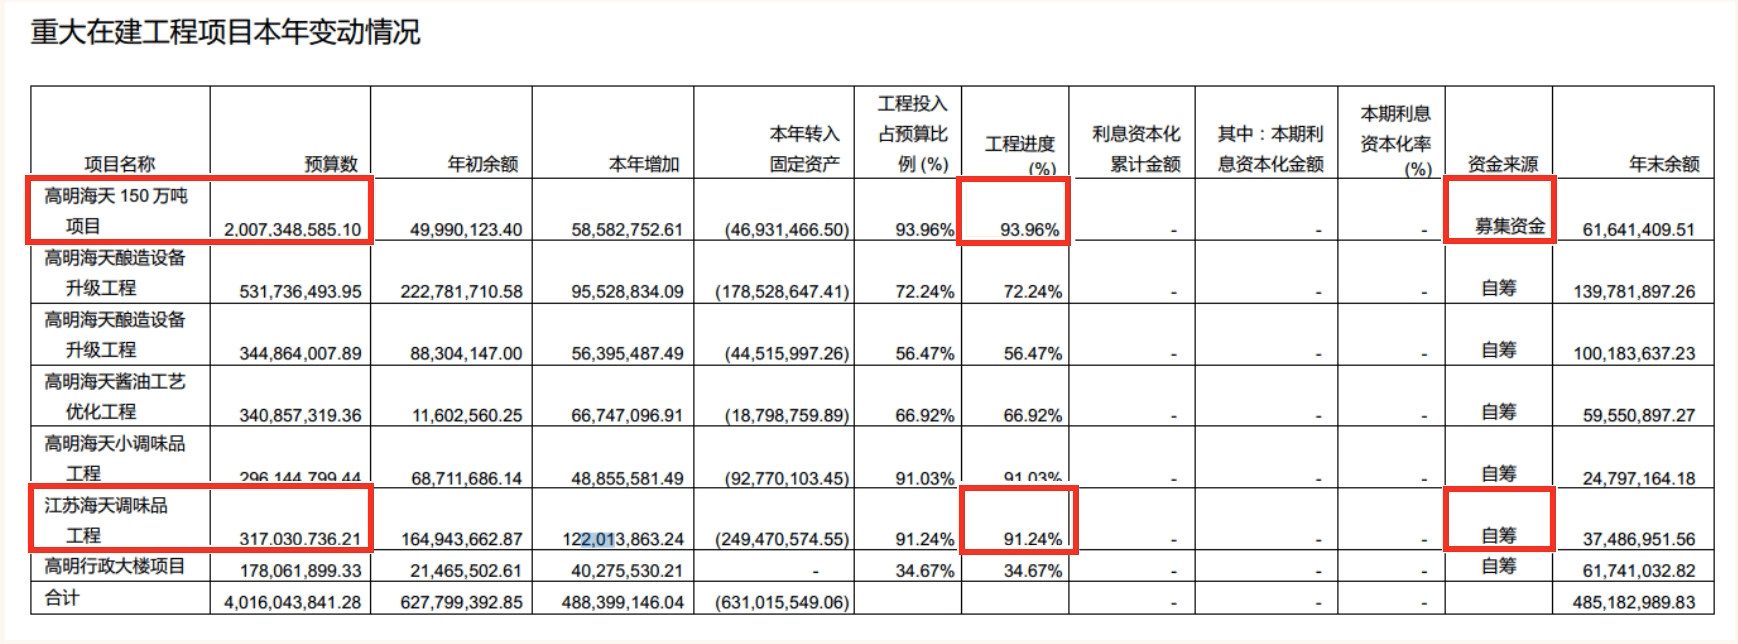 重大在建工程项目本年变动情况
项目名称 预算数 年初余额 本年增加 本年转入固定资产 工程投入占预算比例 (%) 工程进度 (%) 利息资本化累计金额 其中：本期利息资本化金额 本期利息资本化率 (%) 资金来源 年末余额
高明海天 150 万吨项目 2,007,348,585.10 49,990,123.40 58,582,752.61 (46,931,466.50) 93.96% 93.96% - - - 募集资金 61,641,409.51
高明海天酿造设备升级工程 531,736,493.95 222,781,710.58 95,528,834.09 (178,528,647.41) 72.24% 72.24% - - - 自筹 139,781,897.26
高明海天酿造设备升级工程 344,864,007.89 88,304,147.00 56,395,487.49 (44,515,997.26) 56.47% 56.47% - - - 自筹 100,183,637.23
高明海天酱油工艺优化工程 340,857,319.36 11,602,560.25 66,747,096.91 (18,798,759.89) 66.92% 66.92% - - - 自筹 59,550,897.27
高明海天小调味品工程 296,144,799.44 68,711,686.14 48,855,581.49 (92,770,103.45) 91.03% 91.03% - - - 自筹 24,797,164.18
江苏海天调味品工程 317,030,736.21 164,943,662.87 122,013,863.24 (249,470,574.55) 91.24% 91.24% - - - 自筹 37,486,951.56
高明行政大楼项目 178,061,899.33 21,465,502.61 40,275,530.21 - 34.67% 34.67% - - - 自筹 61,741,032.82
合计 4,016,043,841.28 627,799,392.85 488,399,146.04 (631,015,549.06) - - - 485,182,989.83